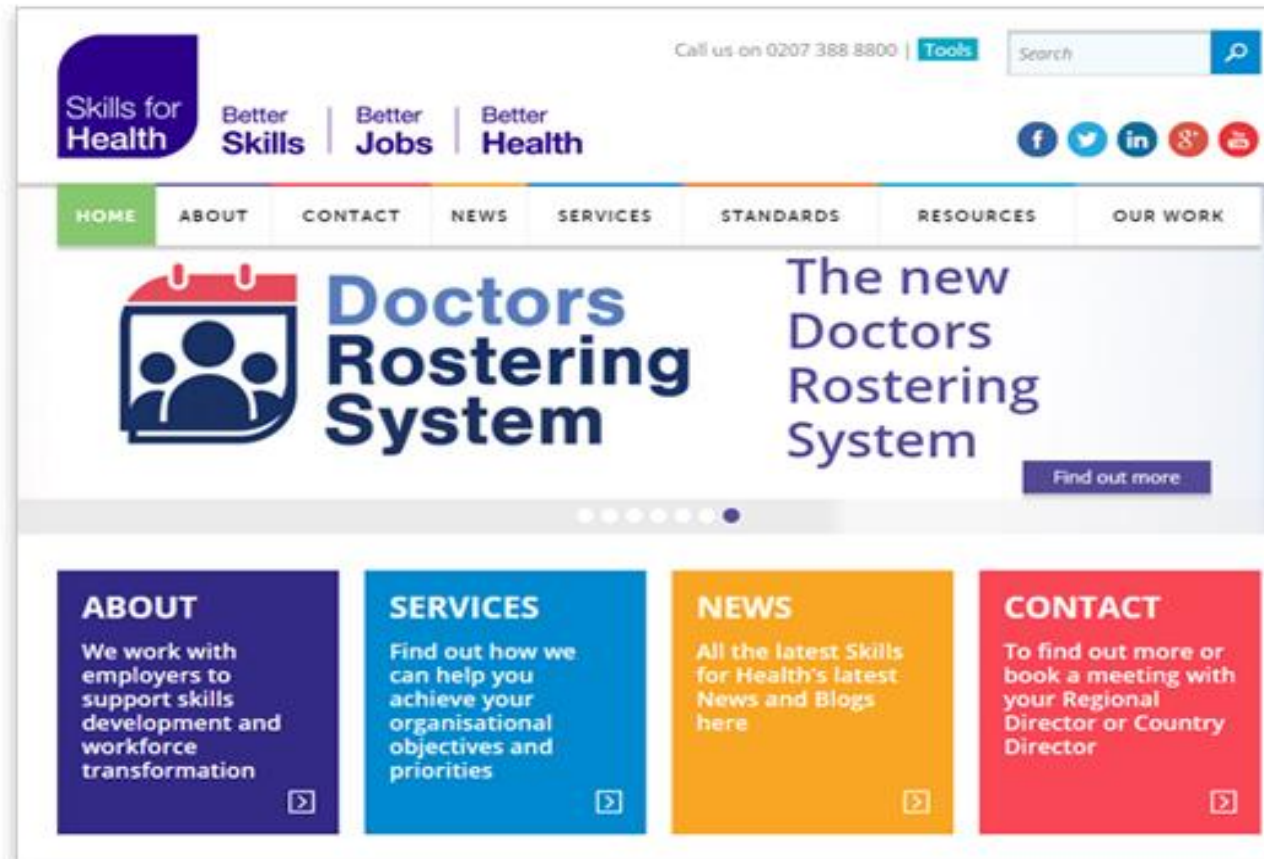 Call us on 0207 388 8800 | Tools
Search
Skills for
Health
Better
Skills
Better
Jobs
Better
Health
HOME
ABOUT
CONTACT
NEWS
SERVICES
STANDARDS
RESOURCES
OUR WORK
Doctors
Rostering
System
The new
Doctors
Rostering
System
Find out more
ABOUT
We work with
employers to
support skills
development and
workforce
transformation
SERVICES
Find out how we
can help you
achieve your
organisational
objectives and
priorities
NEWS
All the latest Skills
for Health's latest
News and Blogs
here
CONTACT
To find out more or
book a meeting with
your Regional
Director or Country
Director